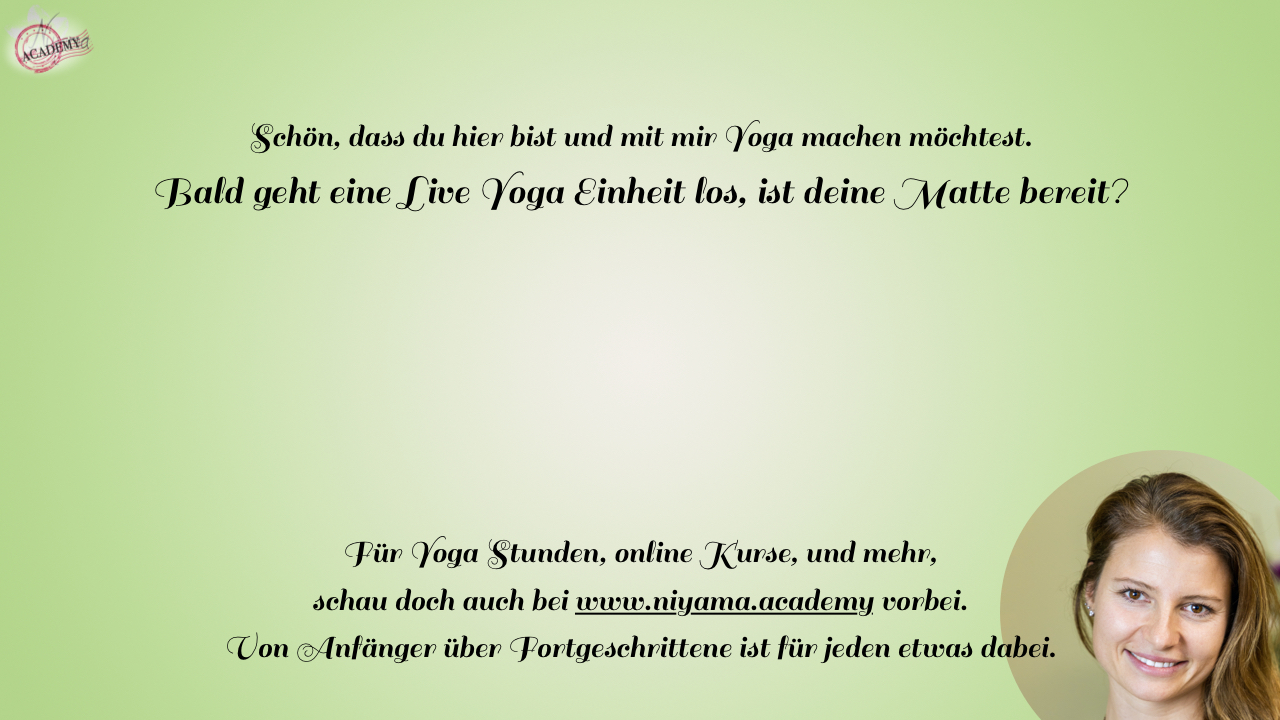 ACADEMY
Schön, dass du hier bist und mit mir Yoga machen möchtest.
Bald geht eine Live Yoga Einheit los, ist deine Matte bereit?
Für Yoga Stunden, online Kurse, und mehr,
schau doch auch bei www.niyama.academy vorbei.
Von Anfänger über Fortgeschrittene ist für jeden etwas dabei.